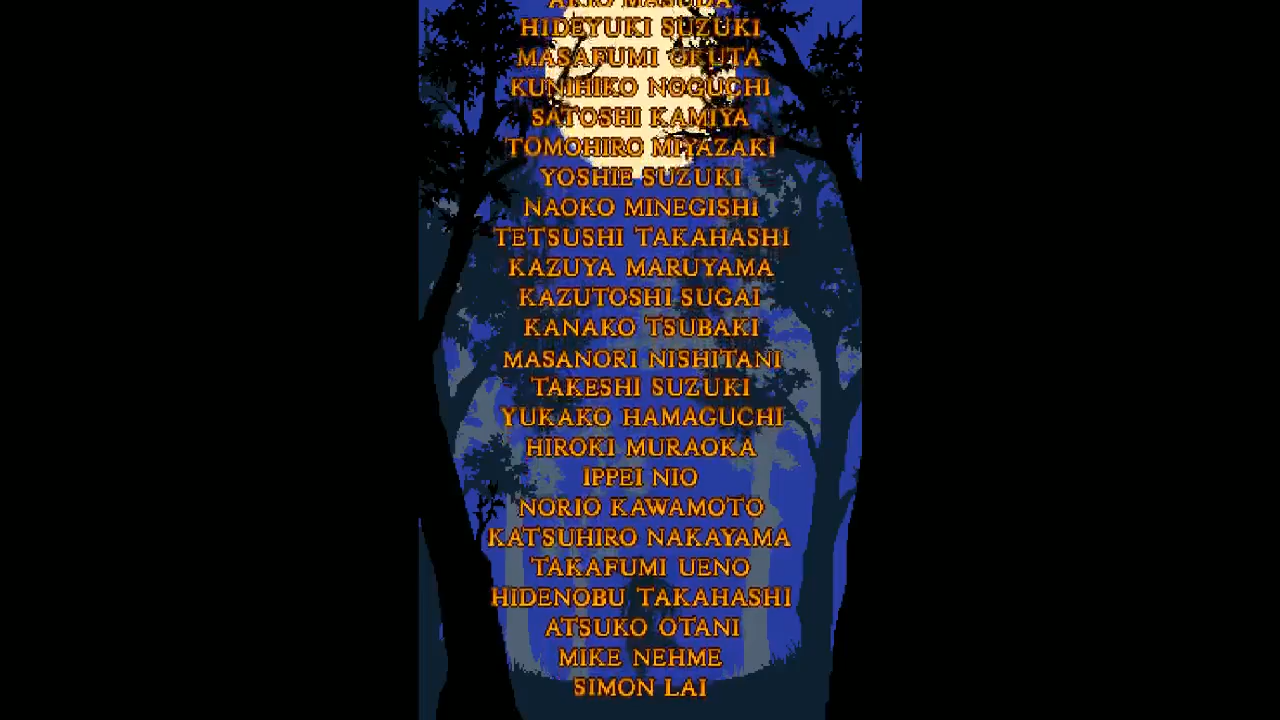 HIDEYUKI SUZUKI
MASAFUMI OKUTA
KUNIHIKO NOGUCHI
SATOSHI KAMIYA
TOMOHIRO MIYAZAKI
YOSHIE SUZUKI
NAOKO MINEGISHI
TETSUSHI TAKAHASHI
KAZUYA MARUYAMA
KAZUTOSHI SUGAI
KANAKO TSUBAKI
MASANORI NISHITANI
TAKESHI SUZUKI
YUKAKO HAMAGUCHI
HIROKI MURAOKA
IPPEI NIO
NORIO KAWAMOTO
KATSUHIRO NAKAYAMA
TAKAFUMI UENO
HIDENOBU TAKAHASHI
ATSUKO OTANI
MIKE NEHME
SIMON LAI